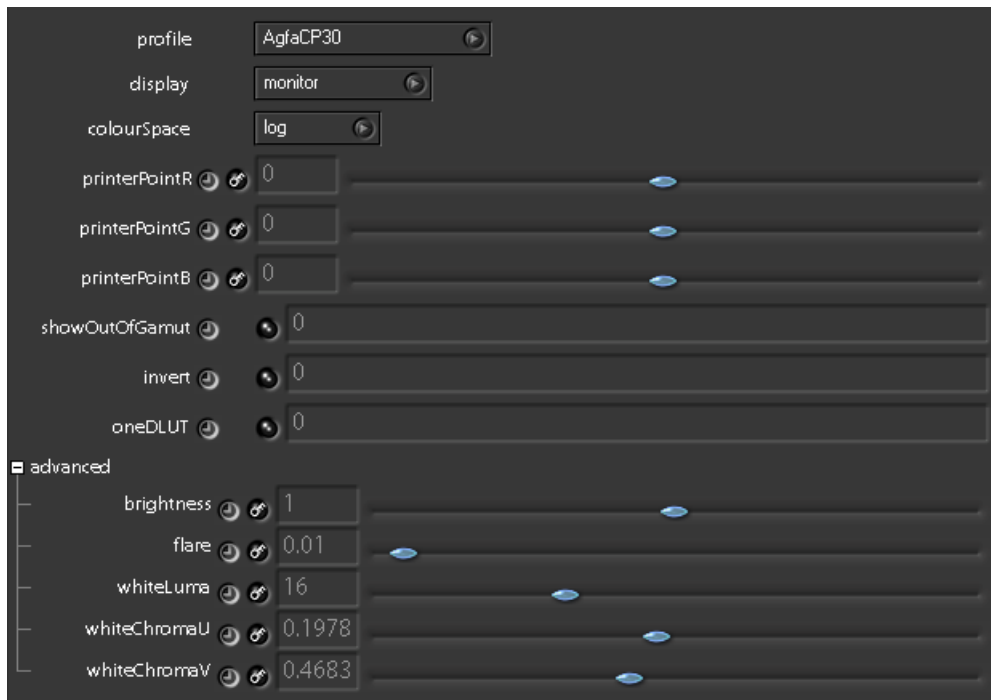 profile AgfaCP30
display monitor
colourSpace log
printerPointR 0
printerPointG 0
printerPointB 0
showOutOfGamut 0
invert 0
oneDLUT 0
advanced
brightness 1
flare 0.01
whiteLuma 16
whiteChromaU 0.1978
whiteChromaV 0.4683